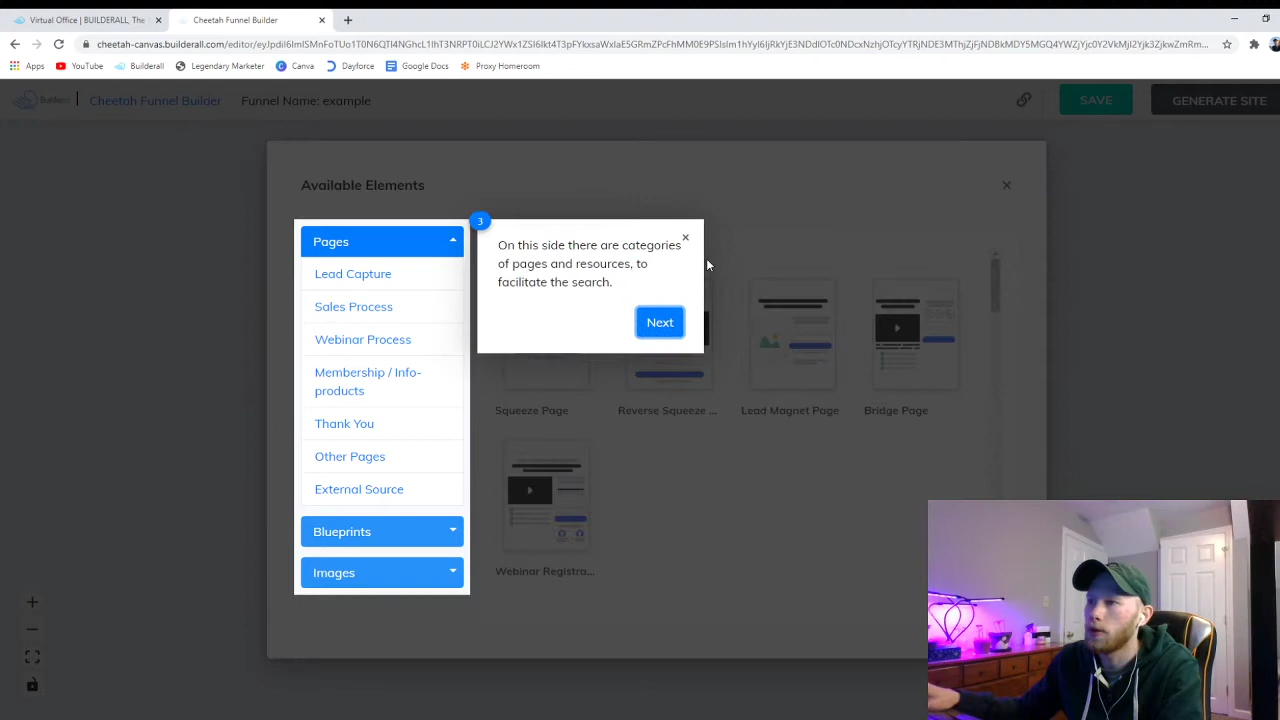 Virtual Office | BUILDERALL, The
Cheetah Funnel Builder
cheetah-canvas.builderall.com/editor/
Apps
YouTube
Builderall
Legendary Marketer
Canva
Dayforce
Google Docs
Proxy Homeroom
Cheetah Funnel Builder
Funnel Name: example
SAVE
GENERATE SITE
Available Elements
3
Pages
On this side there are categories
of pages and resources, to
facilitate the search.
Next
Lead Capture
Sales Process
Webinar Process
Membership / Info-
products
Thank You
Other Pages
External Source
Blueprints
Images
Squeeze Page
Reverse Squeeze ...
Lead Magnet Page
Bridge Page
Webinar Registra...